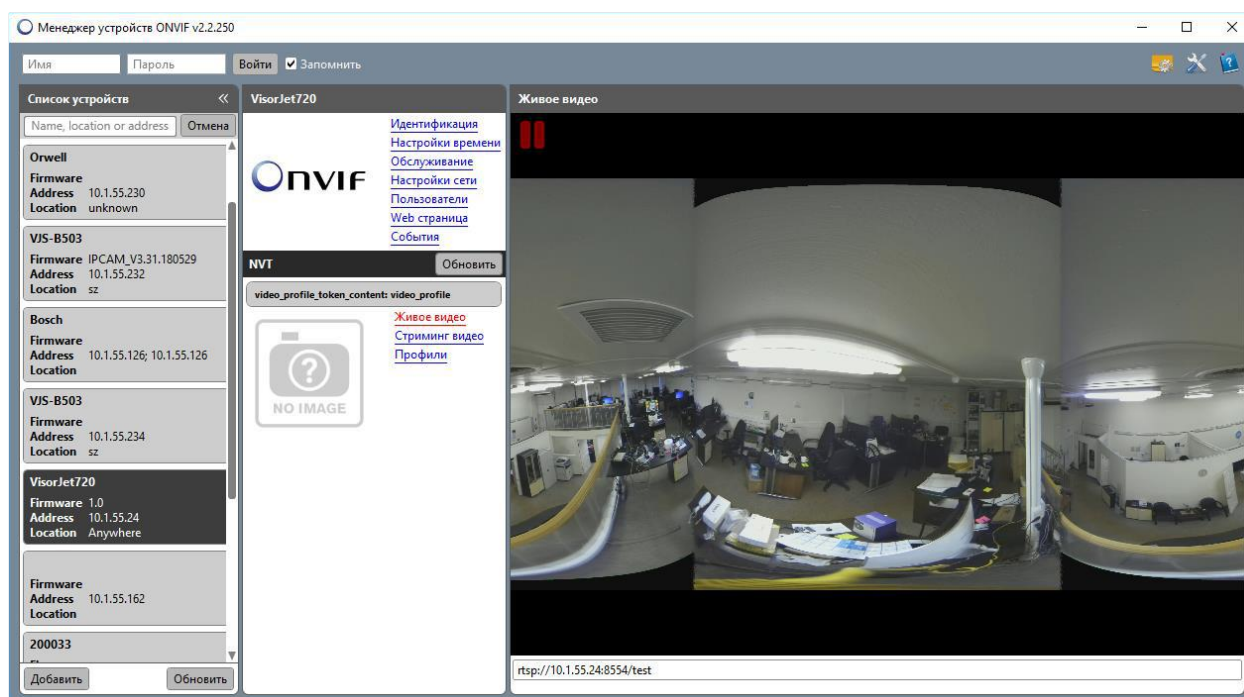 Менеджер устройств ONVIF v2.2.250
Имя
Пароль
Войти
Запомнить
Список устройств
Name, location or address
Отмена
Orwell
Firmware
Address 10.1.55.230
Location unknown
VJS-B503
Firmware IPCAM_V3.31.180529
Address 10.1.55.232
Location sz
Bosch
Firmware
Address 10.1.55.126; 10.1.55.126
Location
VJS-B503
Firmware
Address 10.1.55.234
Location sz
VisorJet720
Firmware 1.0
Address 10.1.55.24
Location Anywhere
Firmware
Address 10.1.55.162
Location
200033
Добавить
Обновить
VisorJet720
ONVIF
Идентификация
Настройки времени
Обслуживание
Настройки сети
Пользователи
Web страница
События
NVT
Обновить
video_profile_token_content: video_profile
NO IMAGE
Живое видео
Стриминг видео
Профили
Живое видео
rtsp://10.1.55.24:8554/test